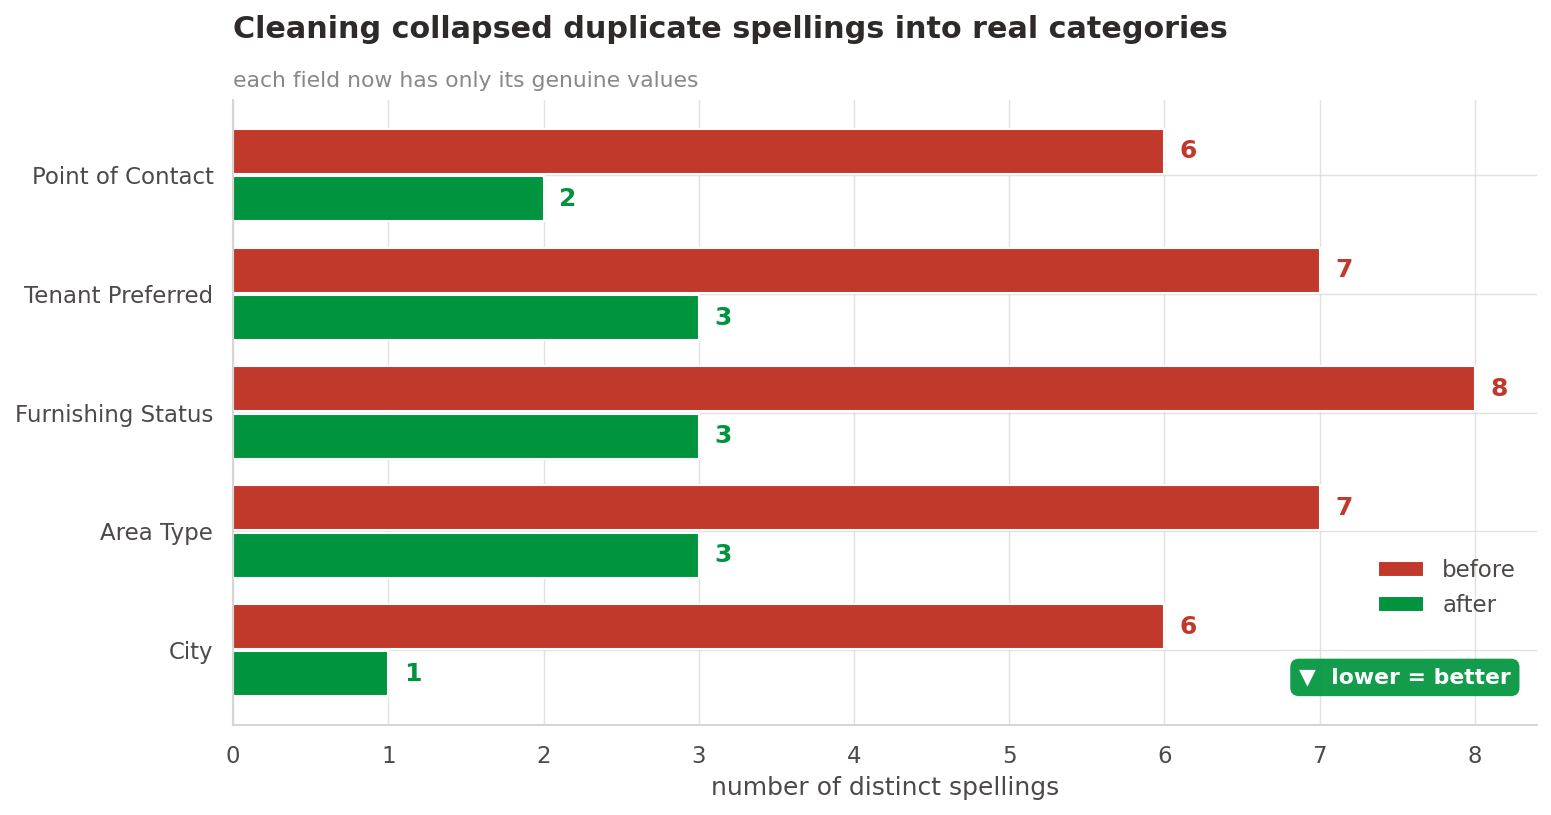 Cleaning collapsed duplicate spellings into real categories
each field now has only its genuine values
Point of Contact
6
2
Tenant Preferred
7
3
Furnishing Status
8
3
Area Type
7
3
before
after
City
6
1
▼ lower = better
0 1 2 3 4 5 6 7 8
number of distinct spellings